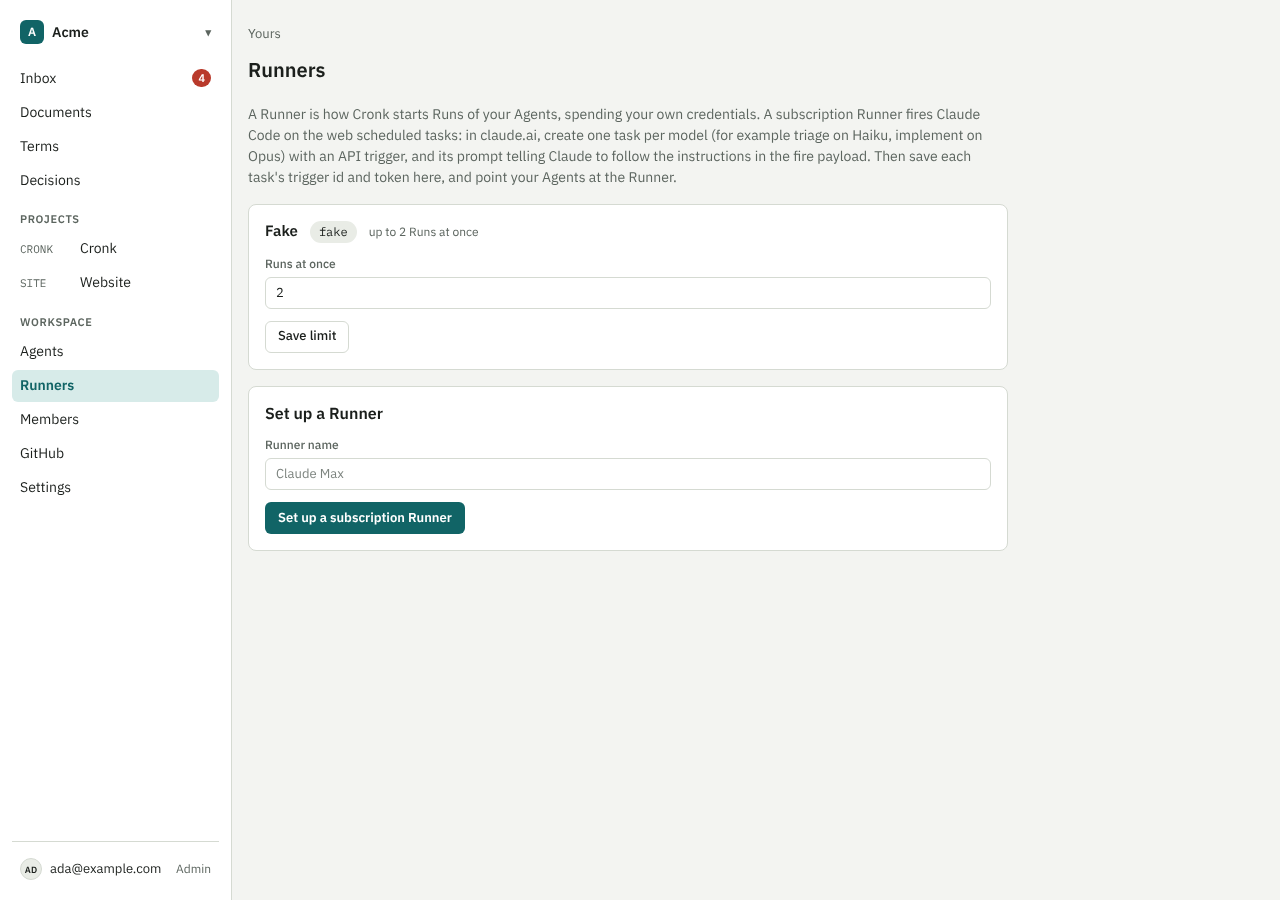 A Acme ▾
Inbox 4
Documents
Terms
Decisions
PROJECTS
CRONK Cronk
SITE Website
WORKSPACE
Agents
Runners
Members
GitHub
Settings
AD ada@example.com Admin
Yours
Runners
A Runner is how Cronk starts Runs of your Agents, spending your own credentials. A subscription Runner fires Claude
Code on the web scheduled tasks: in claude.ai, create one task per model (for example triage on Haiku, implement on
Opus) with an API trigger, and its prompt telling Claude to follow the instructions in the fire payload. Then save each
task's trigger id and token here, and point your Agents at the Runner.
Fake fake up to 2 Runs at once
Runs at once
2
Save limit
Set up a Runner
Runner name
Claude Max
Set up a subscription Runner